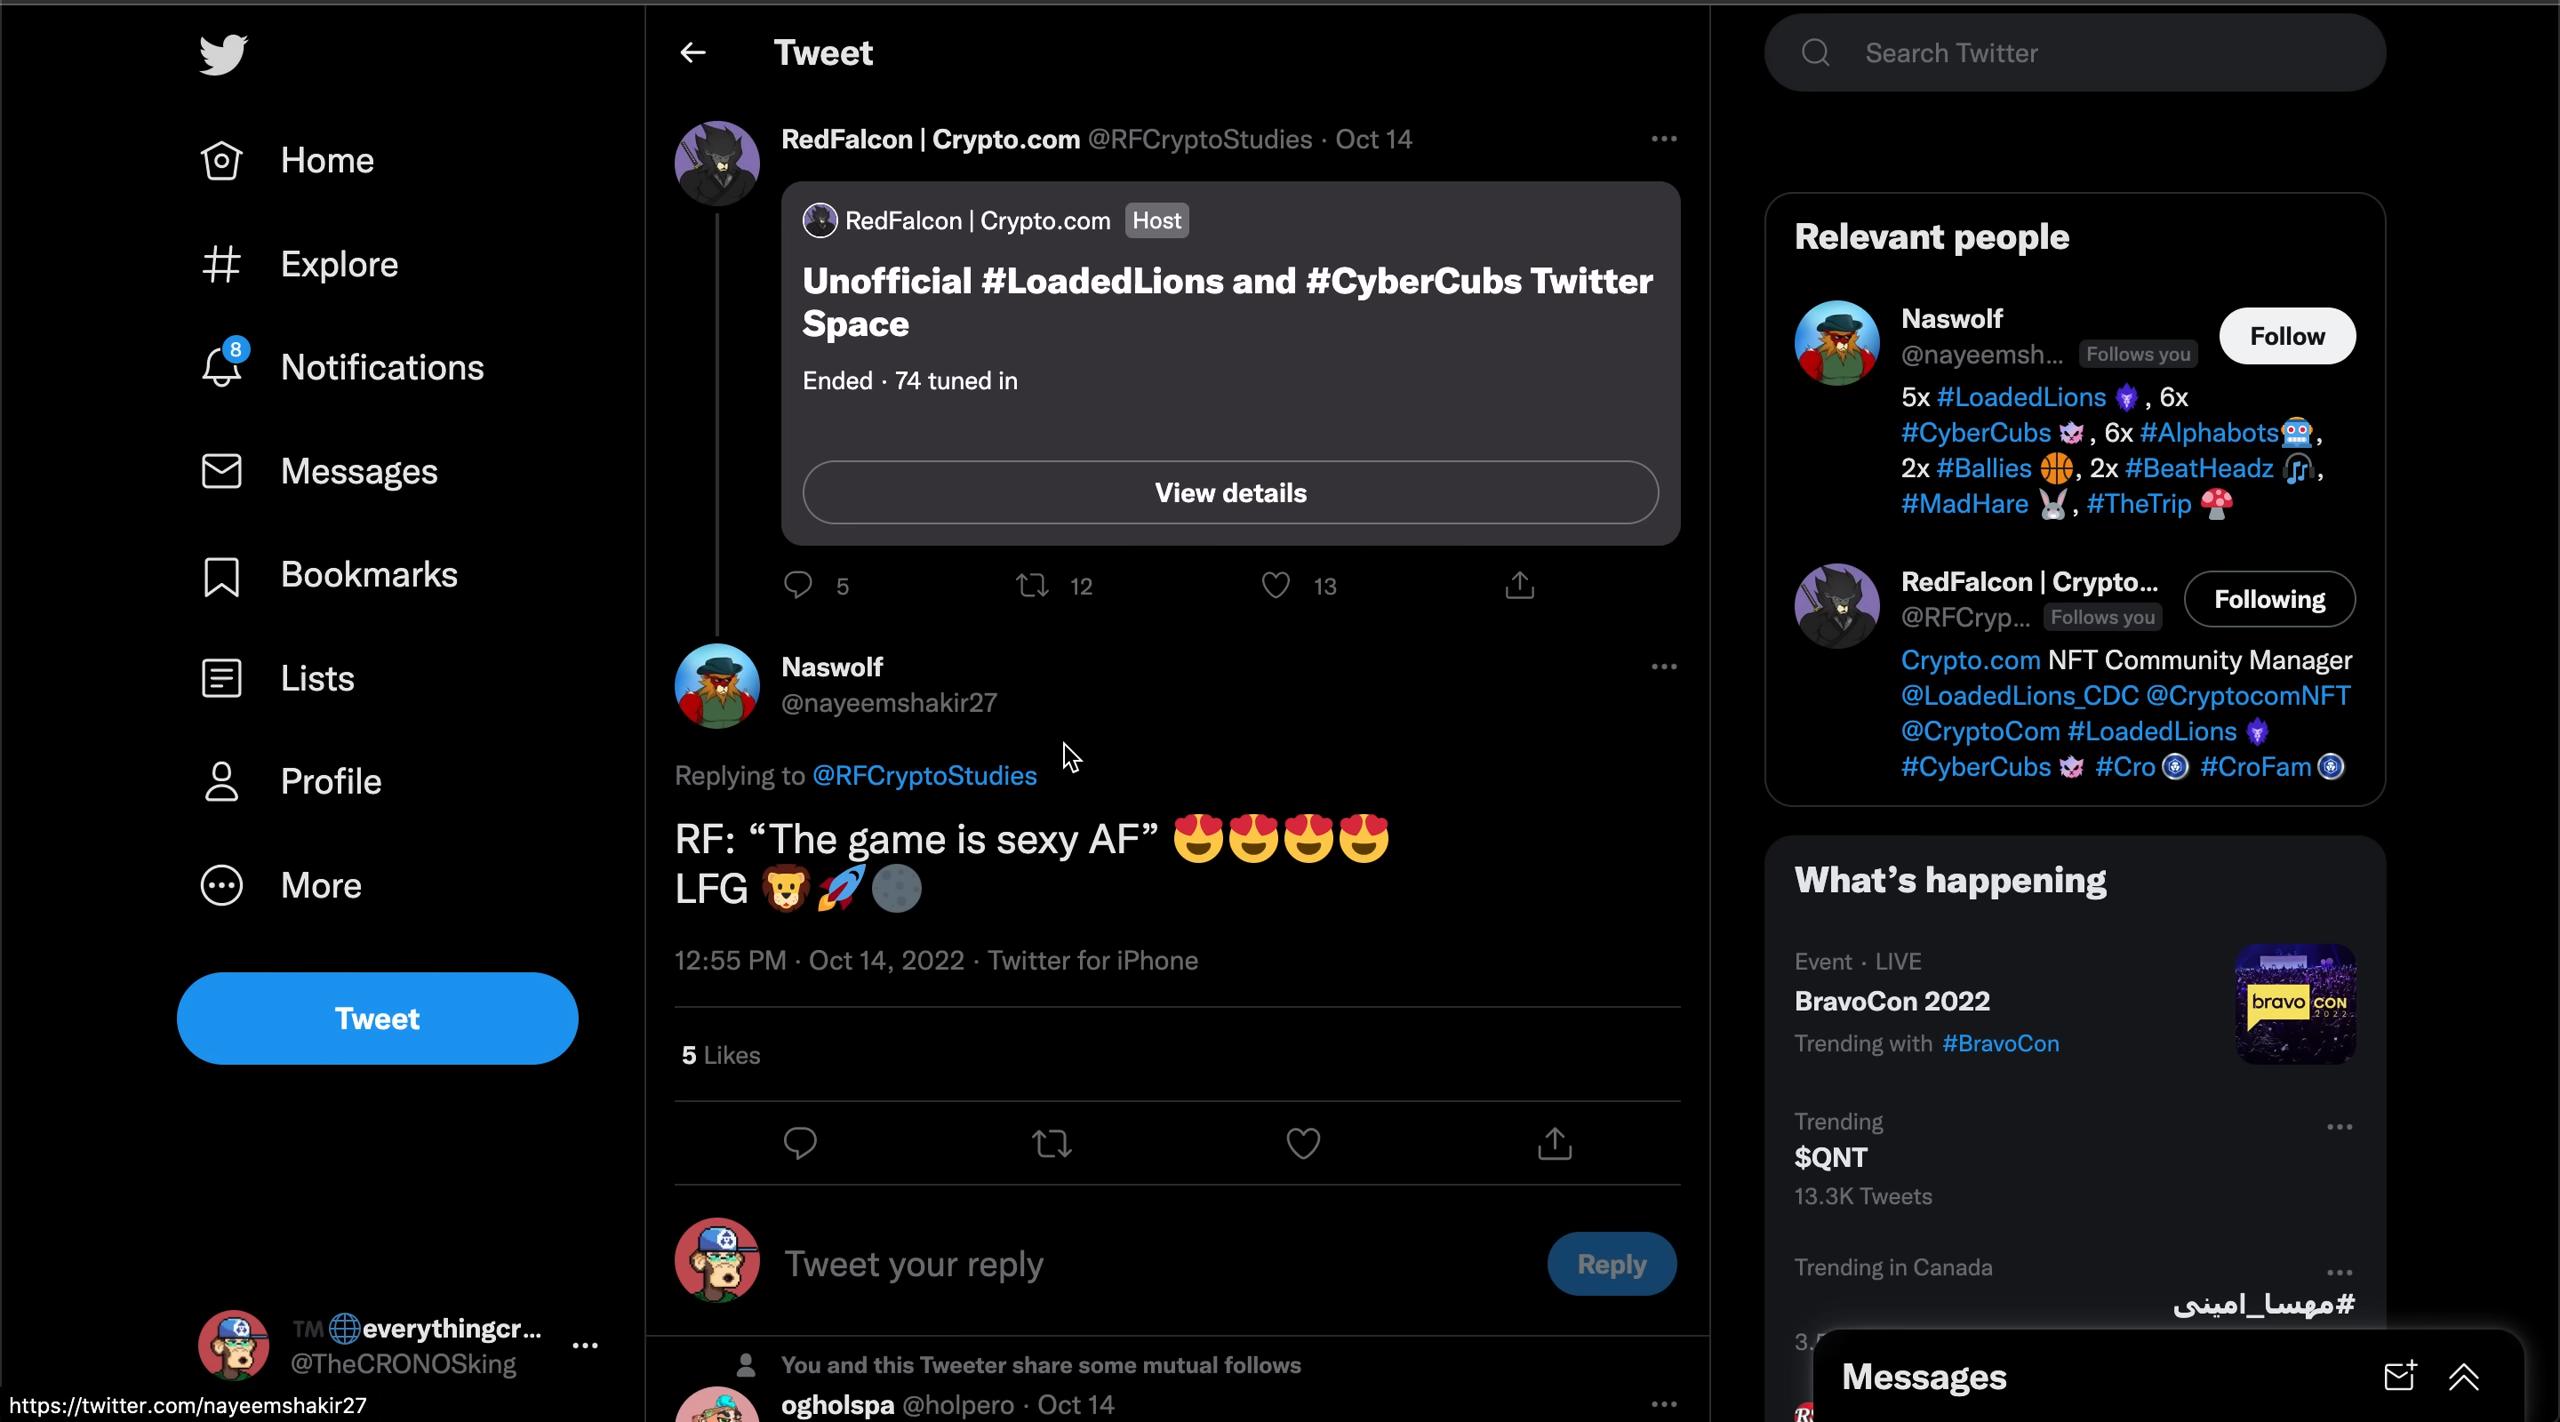 Tweet
Search Twitter
Home
Explore
8
Notifications
Messages
Bookmarks
Lists
Profile
More
Tweet
TM🌐everythingcr...
@TheCRONOSking
https://twitter.com/nayeemshakir27
RedFalcon | Crypto.com @RFCryptoStudies · Oct 14
RedFalcon | Crypto.com Host
Unofficial #LoadedLions and #CyberCubs Twitter
Space
Ended · 74 tuned in
View details
5 12 13
Naswolf
@nayeemshakir27
Replying to @RFCryptoStudies
RF: “The game is sexy AF” 😍😍😍😍
LFG 🦁🚀🌑
12:55 PM · Oct 14, 2022 · Twitter for iPhone
5 Likes
Tweet your reply
Reply
You and this Tweeter share some mutual follows
ogholspa @holpero · Oct 14
Relevant people
Naswolf
Follow
@nayeemsh... Follows you
5x #LoadedLions , 6x
#CyberCubs , 6x #Alphabots🤖,
2x #Ballies 🏀, 2x #BeatHeadz 🎧,
#MadHare 🐰, #TheTrip 🍄
RedFalcon | Crypto...
Following
@RFCryp... Follows you
Crypto.com NFT Community Manager
@LoadedLions_CDC @CryptocomNFT
@CryptoCom #LoadedLions
#CyberCubs #Cro #CroFam
What’s happening
Event · LIVE
BravoCon 2022
Trending with #BravoCon
bravo CON
2022
Trending
$QNT
13.3K Tweets
Trending in Canada
#مهسا_امینی
Messages